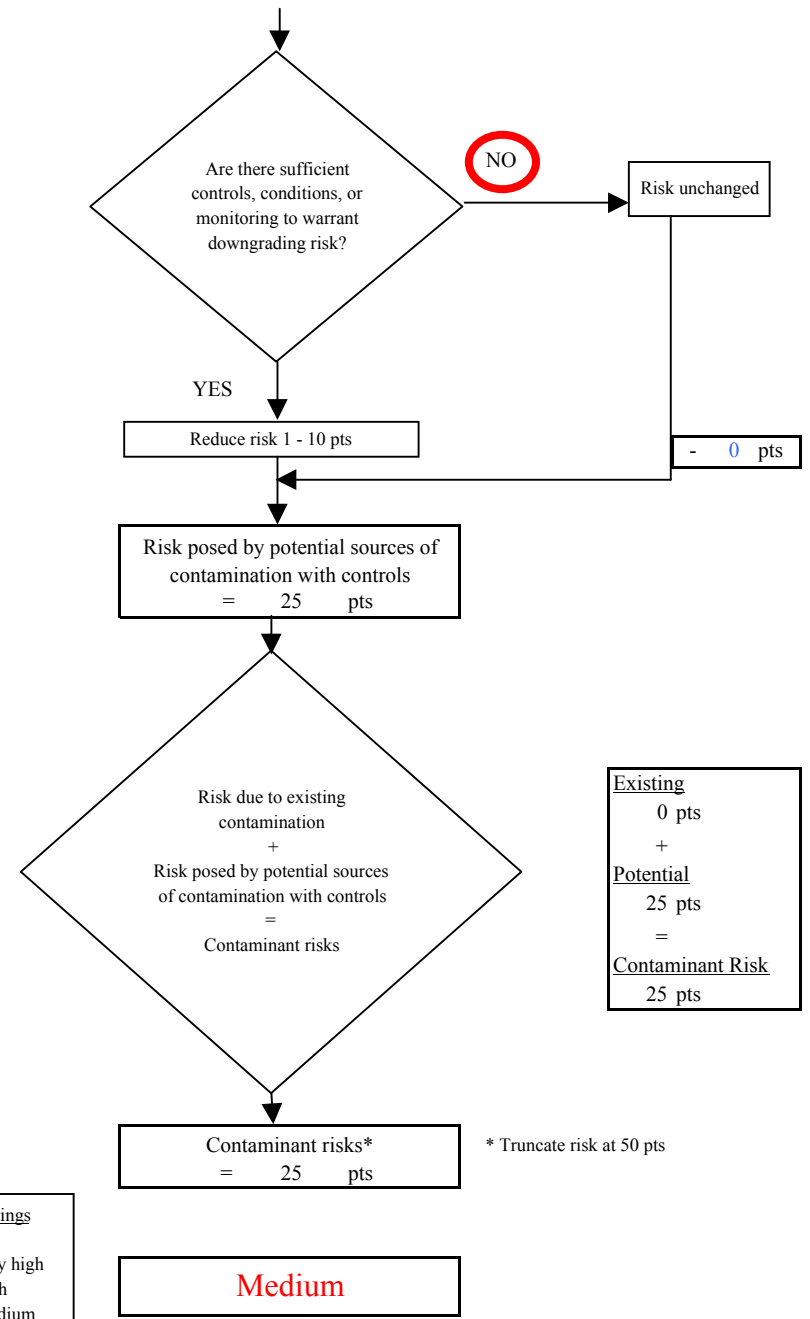 Are there sufficient
controls, conditions, or
monitoring to warrant
downgrading risk?
NO
Risk unchanged
YES
Reduce risk 1 - 10 pts
- 0 pts
Risk posed by potential sources of
contamination with controls
= 25 pts
Risk due to existing
contamination
+
Risk posed by potential sources
of contamination with controls
=
Contaminant risks
Existing
0 pts
+
Potential
25 pts
=
Contaminant Risk
25 pts
Contaminant risks*
= 25 pts
* Truncate risk at 50 pts
high
Medium